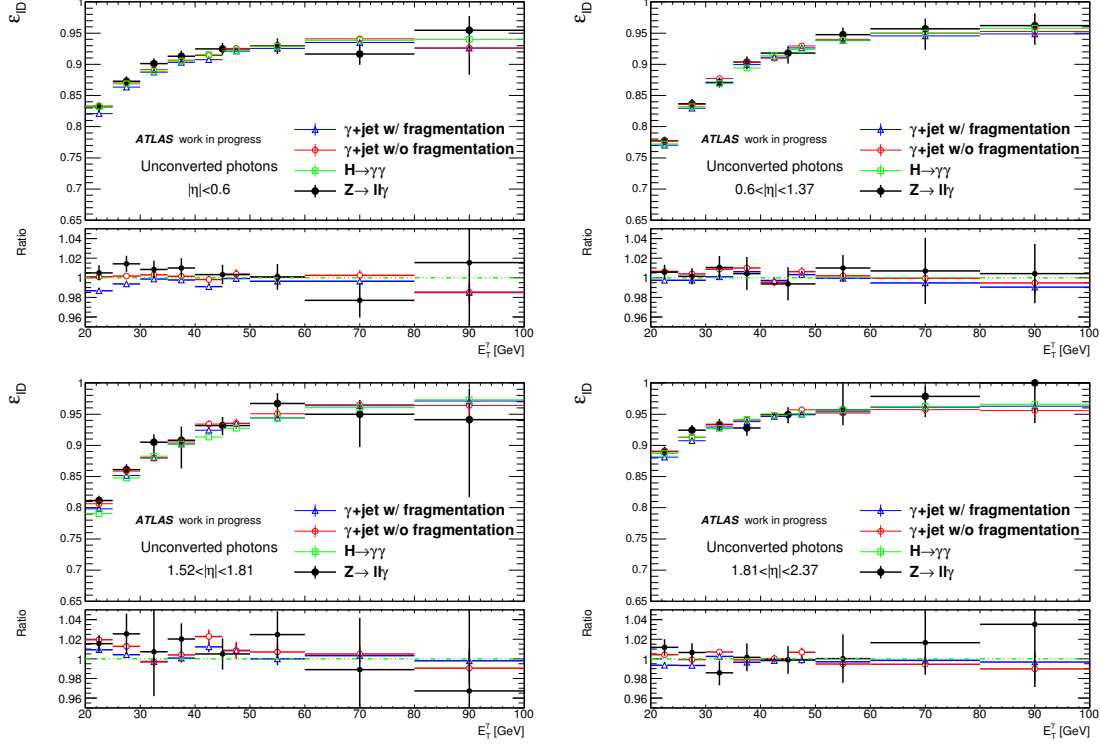 ε_ID
1
0.95
0.9
0.85
0.8
0.75
0.7
0.65
ATLAS work in progress
Unconverted photons
|η|<0.6
γ+jet w/ fragmentation
γ+jet w/o fragmentation
H→γγ
Z→ llγ
Ratio
1.04
1.02
1
0.98
0.96
20 30 40 50 60 70 80 90 100
E_T^γ [GeV]
ε_ID
1
0.95
0.9
0.85
0.8
0.75
0.7
0.65
ATLAS work in progress
Unconverted photons
0.6<|η|<1.37
γ+jet w/ fragmentation
γ+jet w/o fragmentation
H→γγ
Z→ llγ
Ratio
1.04
1.02
1
0.98
0.96
20 30 40 50 60 70 80 90 100
E_T^γ [GeV]
ε_ID
1
0.95
0.9
0.85
0.8
0.75
0.7
0.65
ATLAS work in progress
Unconverted photons
1.52<|η|<1.81
γ+jet w/ fragmentation
γ+jet w/o fragmentation
H→γγ
Z→ llγ
Ratio
1.04
1.02
1
0.98
0.96
20 30 40 50 60 70 80 90 100
E_T^γ [GeV]
ε_ID
1
0.95
0.9
0.85
0.8
0.75
0.7
0.65
ATLAS work in progress
Unconverted photons
1.81<|η|<2.37
γ+jet w/ fragmentation
γ+jet w/o fragmentation
H→γγ
Z→ llγ
Ratio
1.04
1.02
1
0.98
0.96
20 30 40 50 60 70 80 90 100
E_T^γ [GeV]